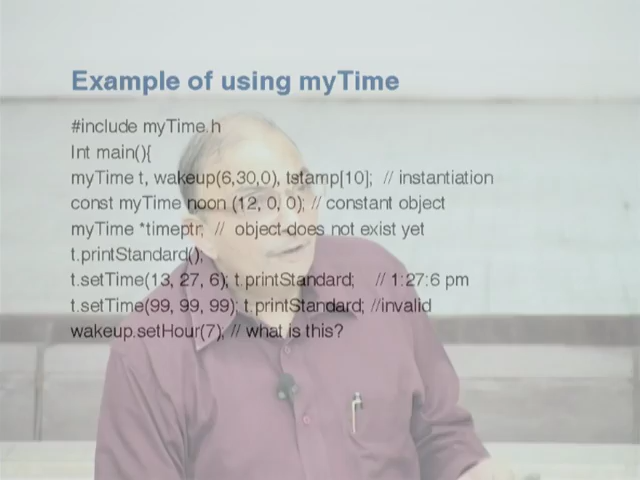 Example of using myTime
#include myTime.h
Int main(){
myTime t, wakeup(6,30,0), tstamp[10]; // instantiation
const myTime noon (12, 0, 0); // constant object
myTime *timeptr; // object does not exist yet
t.printStandard();
t.setTime(13, 27, 6); t.printStandard; // 1:27:6 pm
t.setTime(99, 99, 99); t.printStandard; //invalid
wakeup.setHour(7); // what is this?